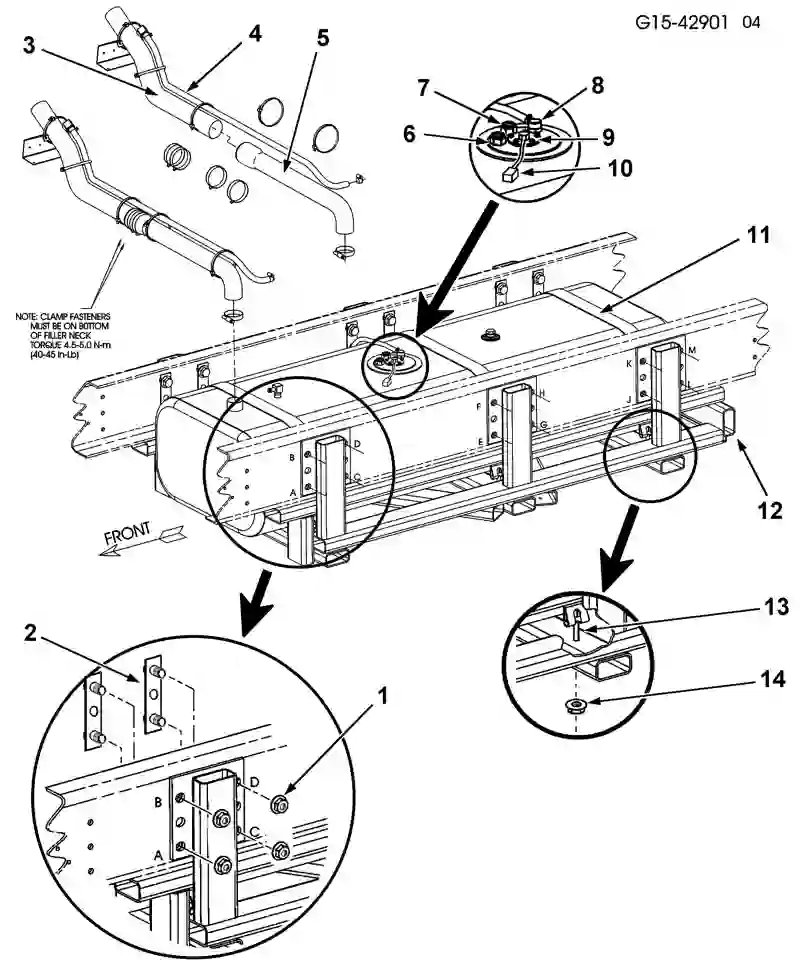 G15-42901 04
3
4
5
7
8
6
9
10
11
NOTE: CLAMP FASTENERS
MUST BE ON BOTTOM
OF FILLER NECK
TORQUE 4.5-5.0 N-m
(40-45 in-Lb)
K
M
J
L
F
H
E
G
B
D
A
C
12
FRONT
2
13
14
1
B
D
A
C